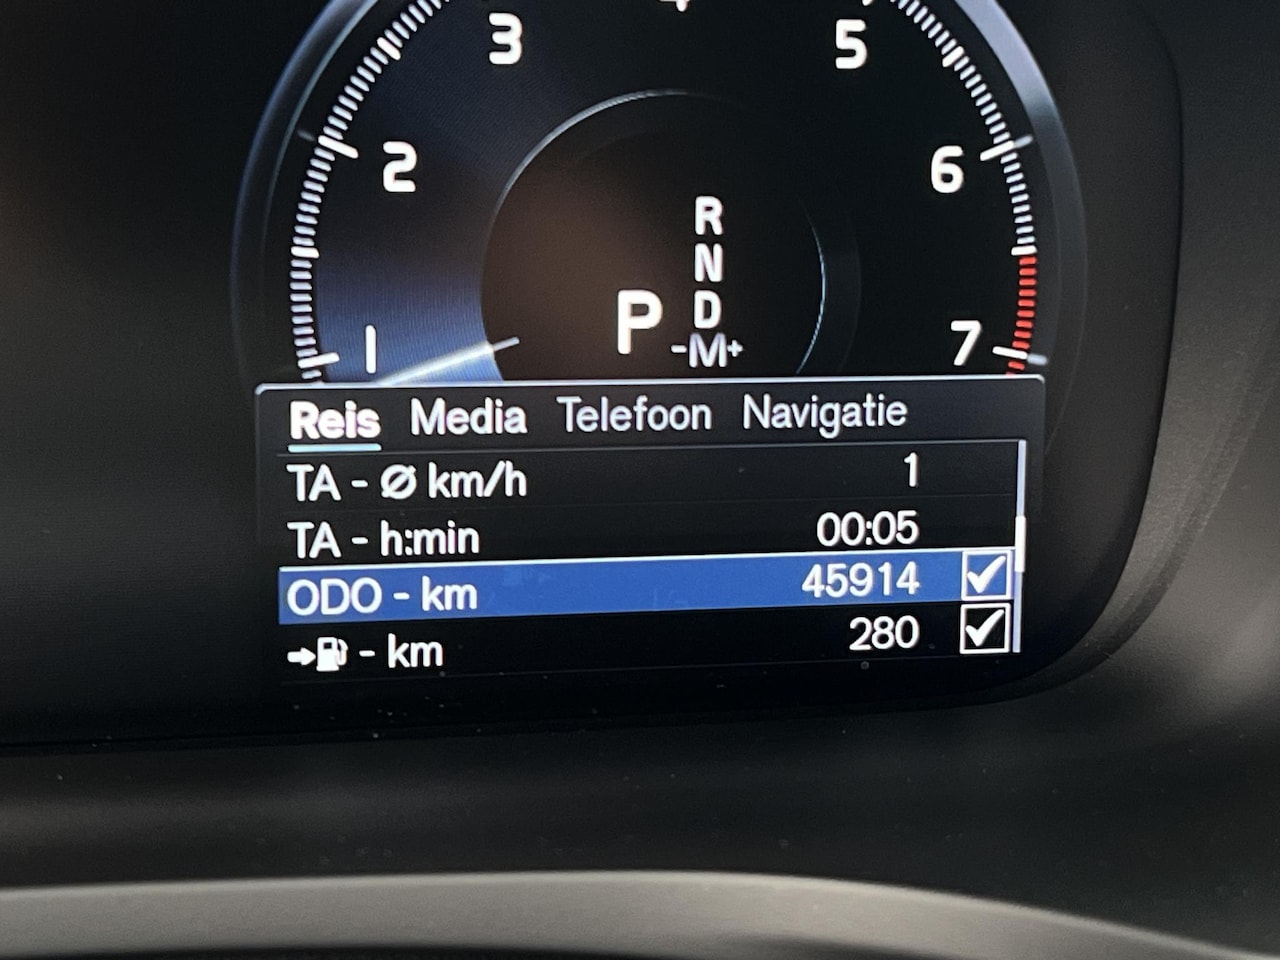 4
3
5
2
6
R
N
D
P
-M+
1
7
Reis Media Telefoon Navigatie
TA - Ø km/h 1
TA - h:min 00:05
ODO - km 45914
- km 280